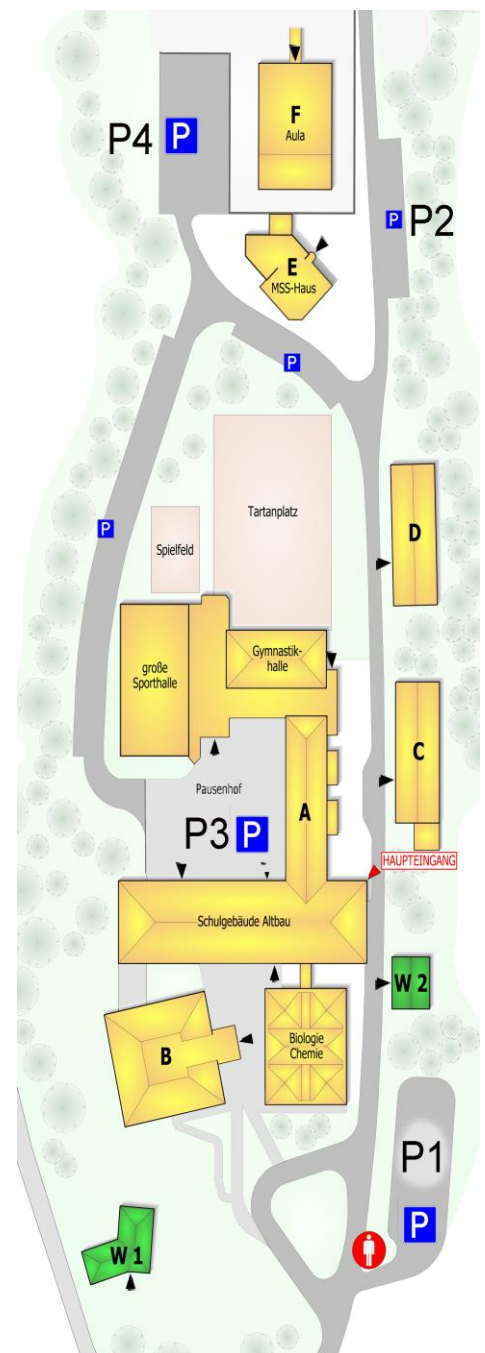 F
Aula
P4 P
P P2
E
MSS-Haus
P
P
Tartanplatz
Spielfeld
D
Gymnastik-
halle
große
Sporthalle
C
Pausenhof
A
P3 P
HAUPTEINGANG
Schulgebäude Altbau
W 2
Biologie
Chemie
B
P1
P
W 1